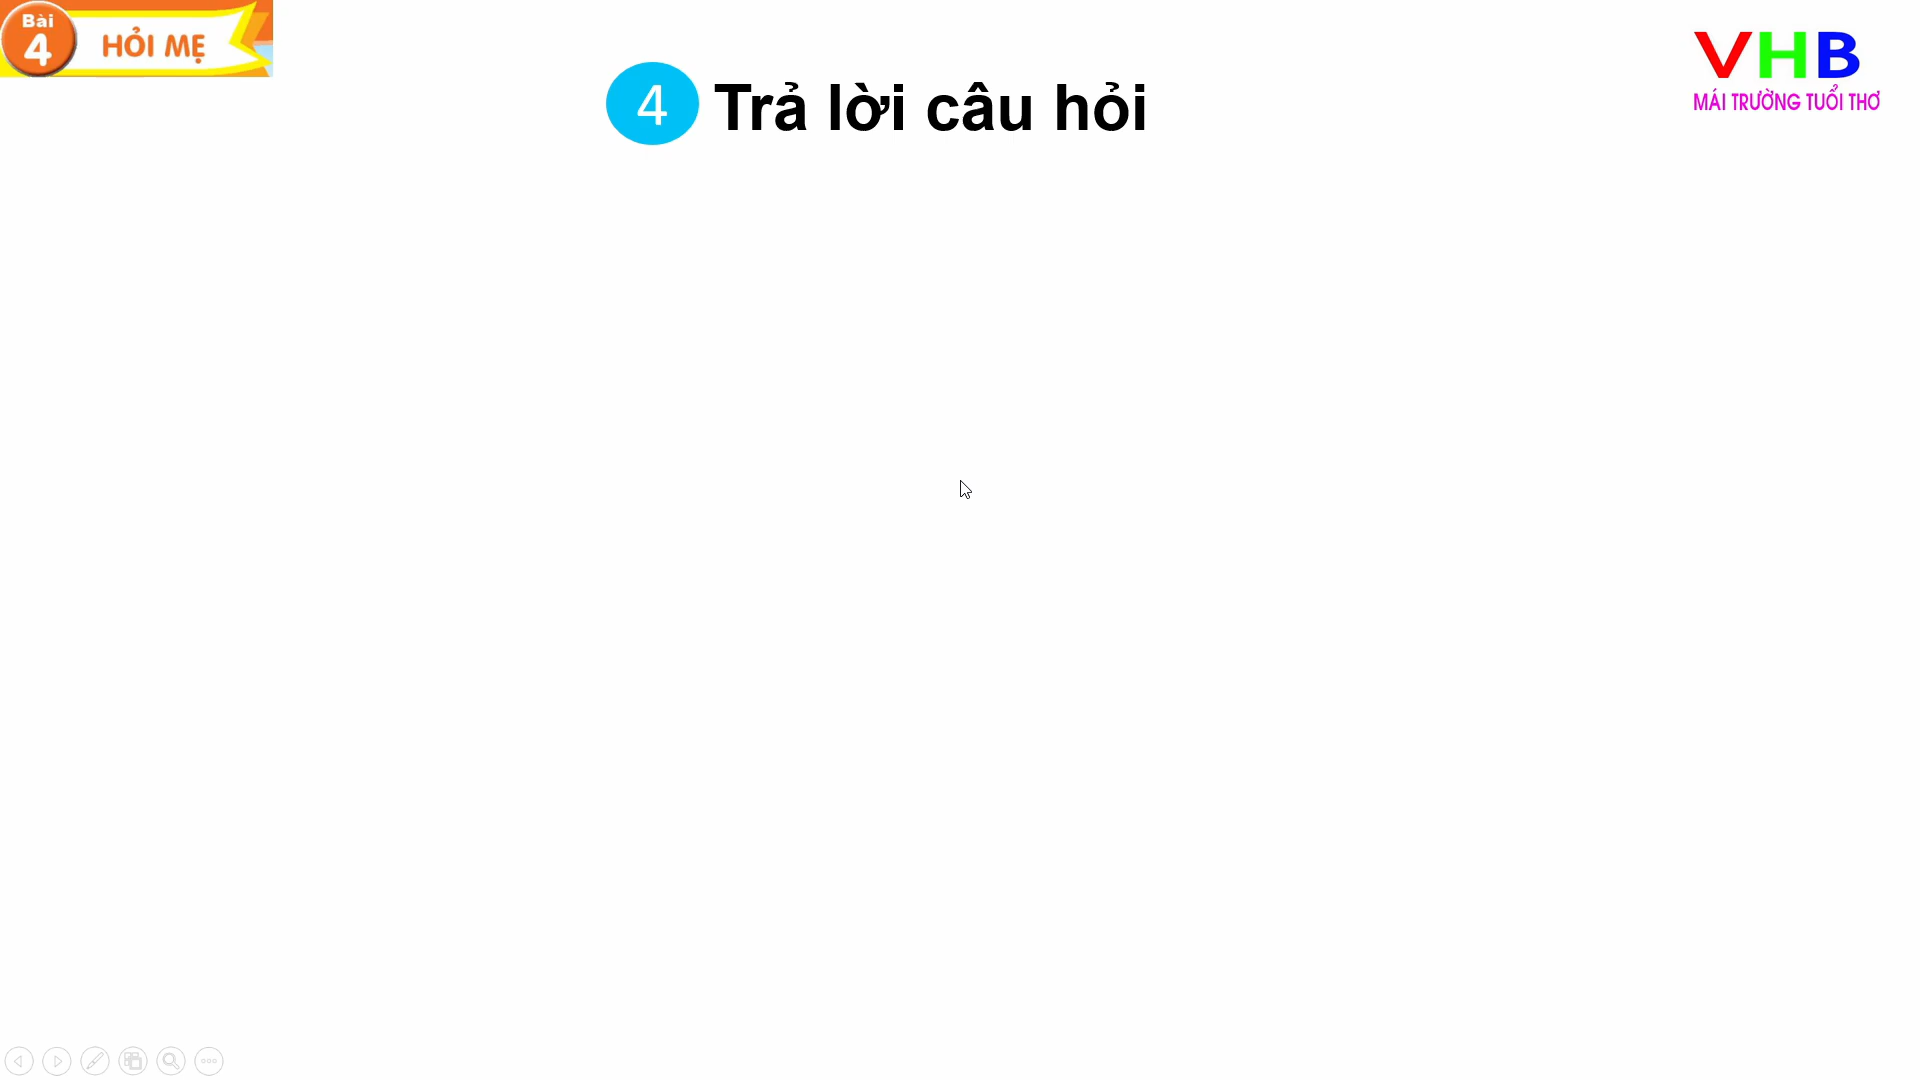 Bài
4
HỎI MẸ
VHB
MÁI TRƯỜNG TUỔI THƠ
4 Trả lời câu hỏi